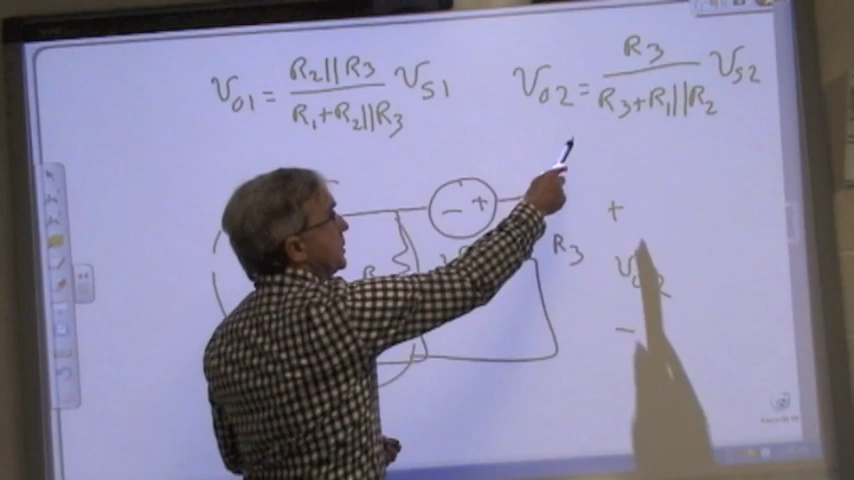 V01 = R2||R3 / R1+R2||R3 VS1
V02 = R3 / R3+R1||R2 VS2
- +
+
R3
-